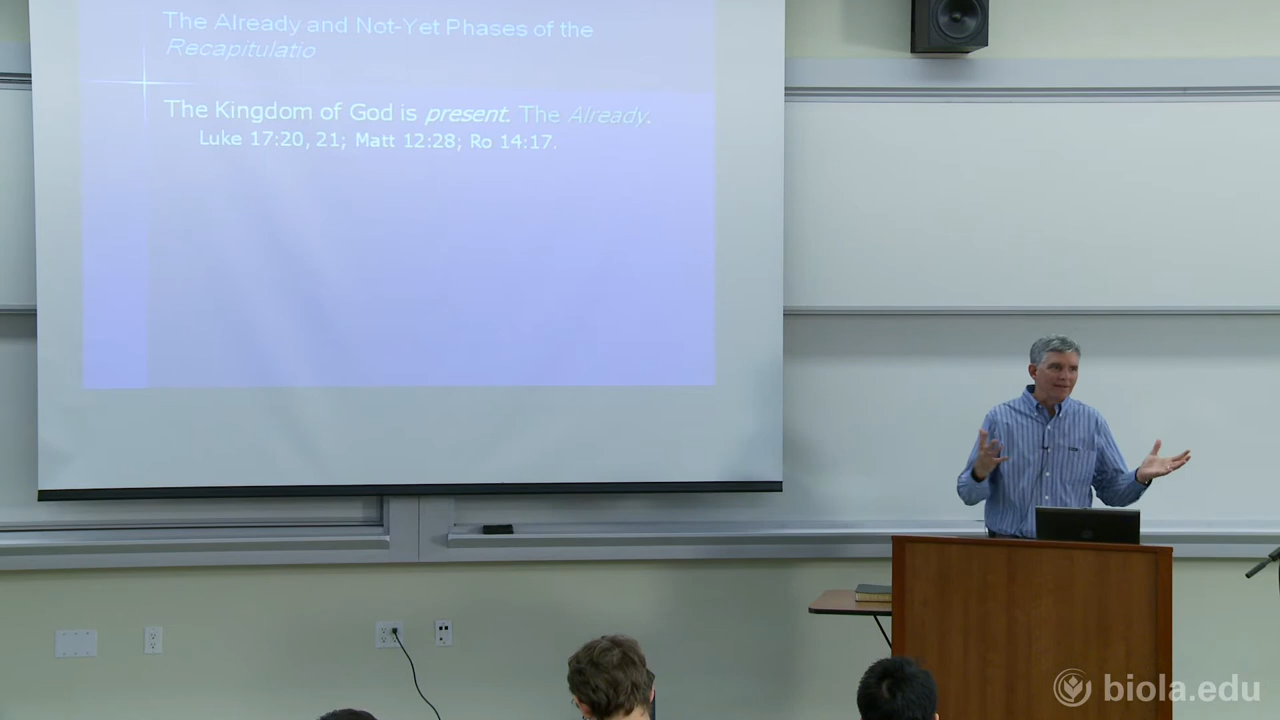 The Already and Not-Yet Phases of the
Recapitulatio
The Kingdom of God is present. The Already.
Luke 17:20, 21; Matt 12:28; Ro 14:17.
biola.edu